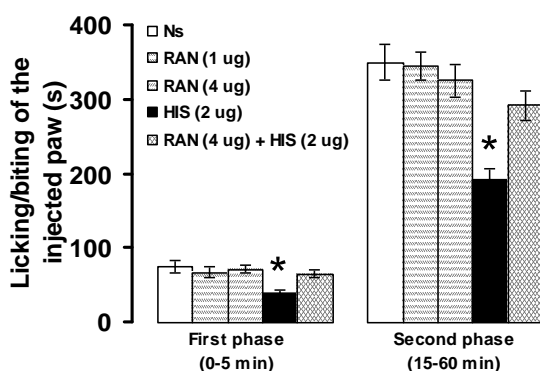 Licking/biting of the
injected paw (s)
400
300
200
100
0
Ns
RAN (1 ug)
RAN (4 ug)
HIS (2 ug)
RAN (4 ug) + HIS (2 ug)
*
*
First phase
(0-5 min)
Second phase
(15-60 min)